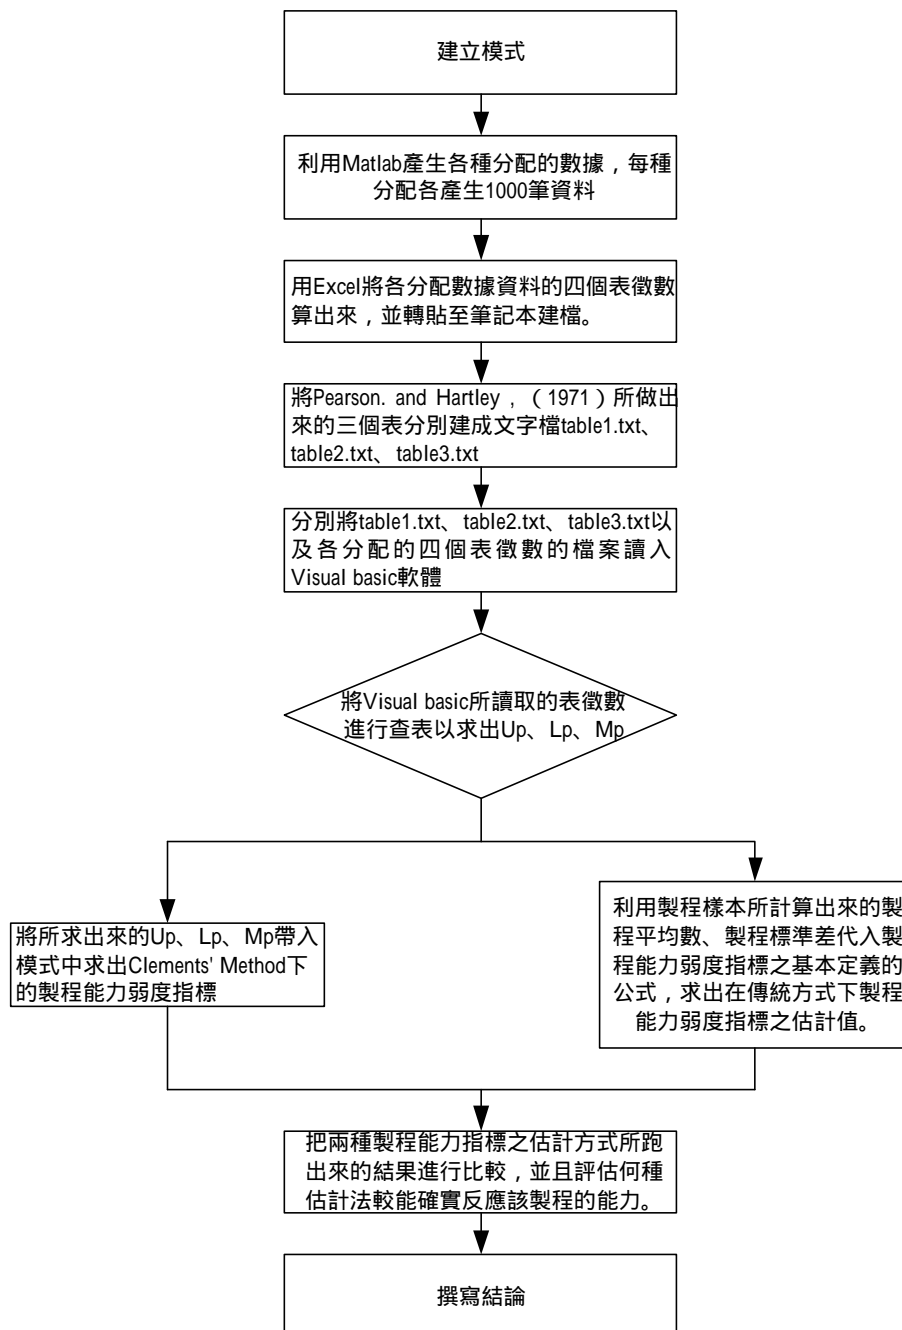 建立模式
利用Matlab產生各種分配的數據，每種
分配各產生1000筆資料
用Excel將各分配數據資料的四個表徵數
算出來，並轉貼至筆記本建檔。
將Pearson. and Hartley，（1971）所做出
來的三個表分別建成文字檔table1.txt、
table2.txt、table3.txt
分別將table1.txt、table2.txt、table3.txt以
及各分配的四個表徵數的檔案讀入
Visual basic軟體
將Visual basic所讀取的表徵數
進行查表以求出Up、Lp、Mp
將所求出來的Up、Lp、Mp帶入
模式中求出Clements' Method下
的製程能力弱度指標
利用製程樣本所計算出來的製
程平均數、製程標準差代入製
程能力弱度指標之基本定義的
公式，求出在傳統方式下製程
能力弱度指標之估計值。
把兩種製程能力指標之估計方式所跑
出來的結果進行比較，並且評估何種
估計法較能確實反應該製程的能力。
撰寫結論